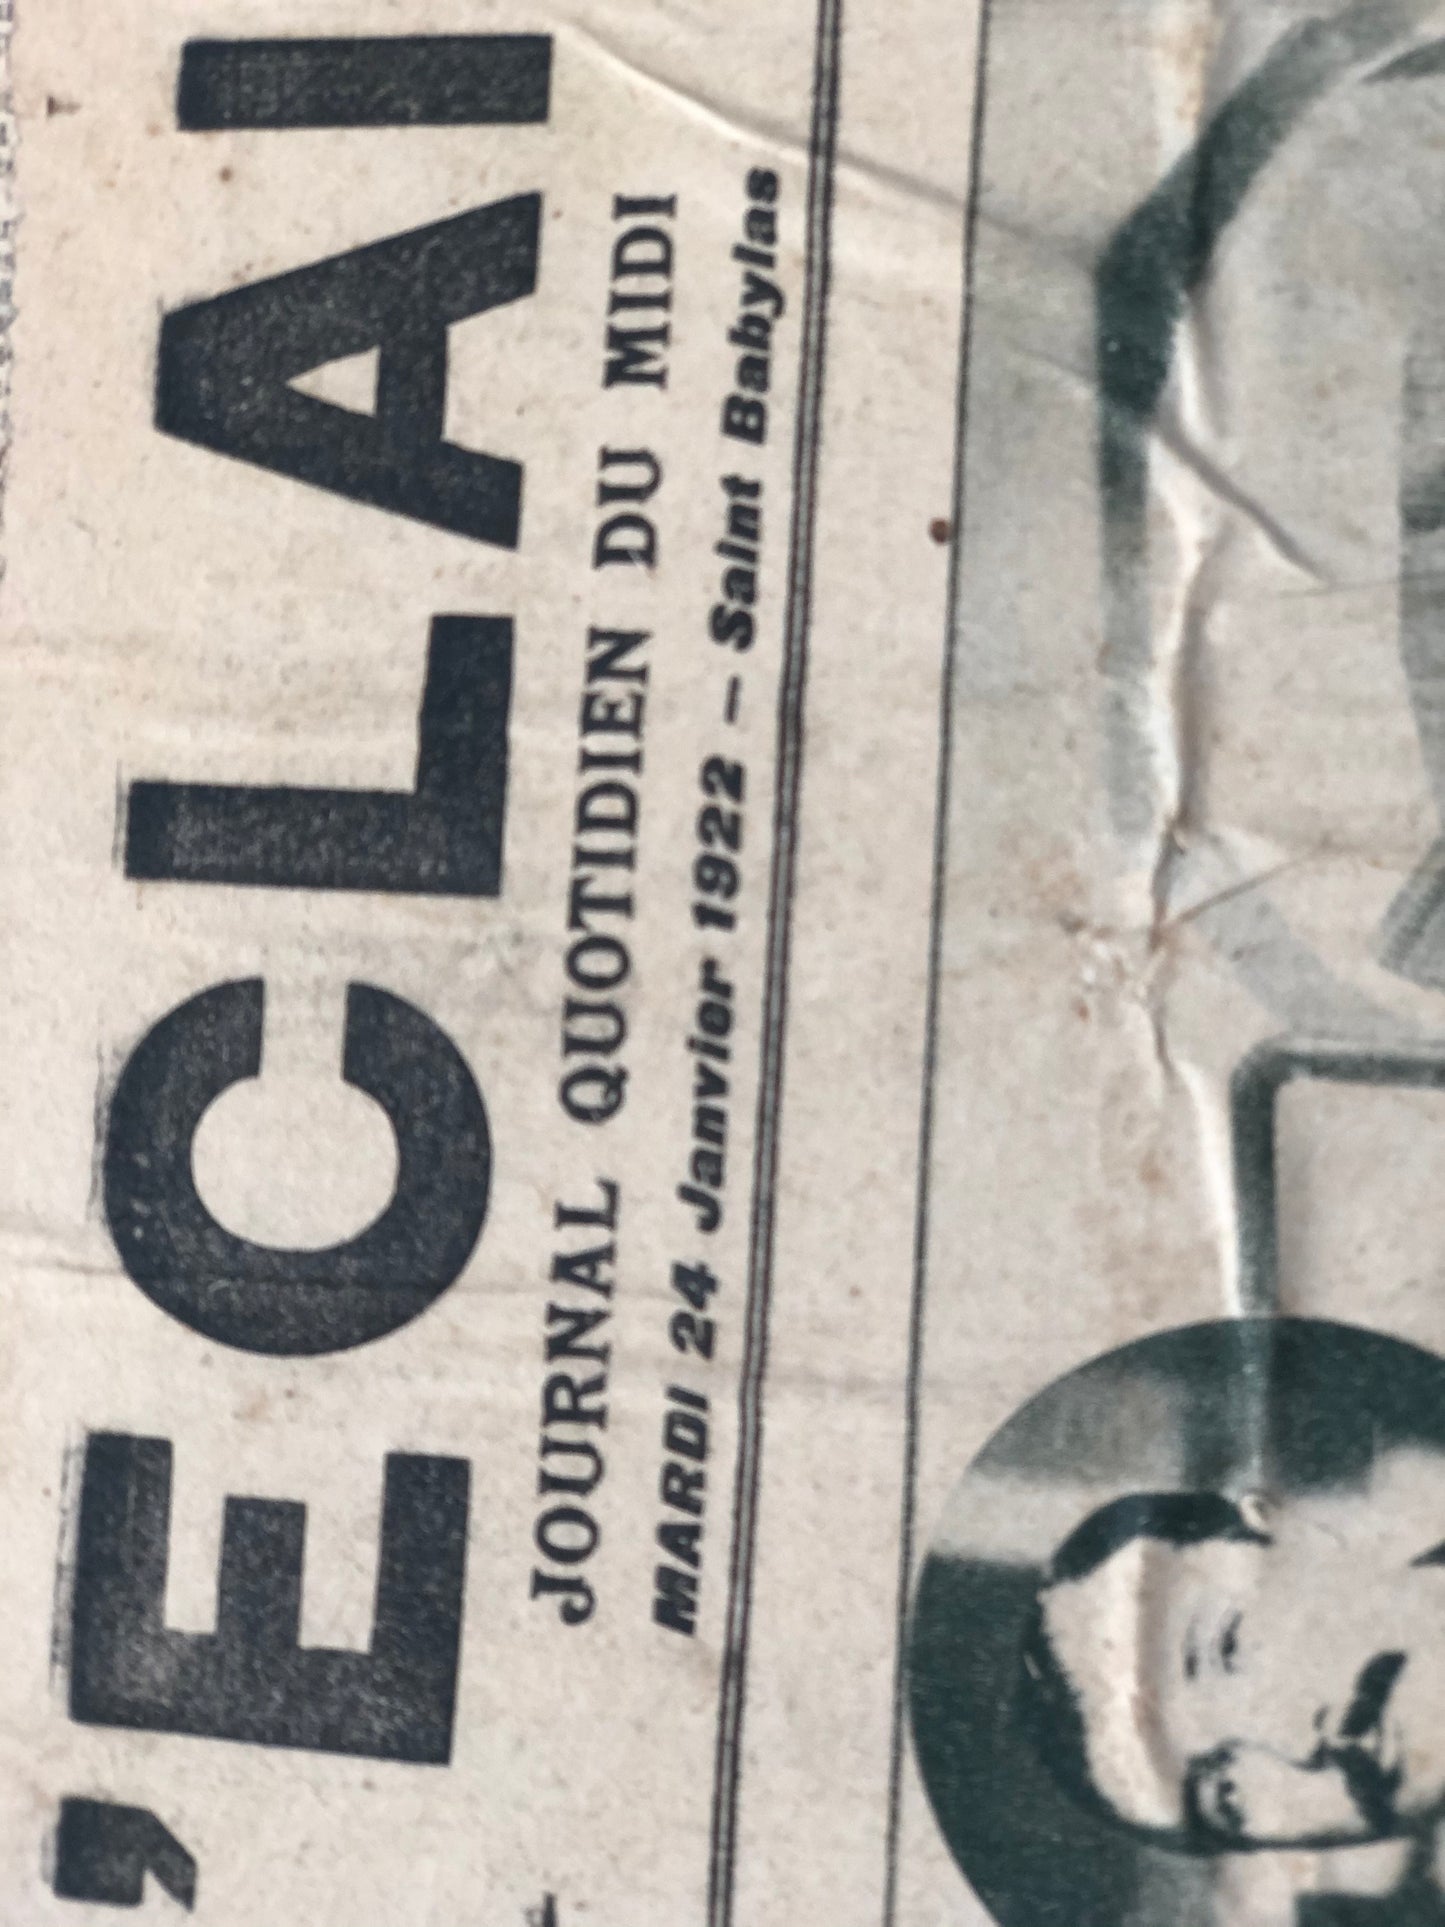 'ECLAI
JOURNAL QUOTIDIEN DU MIDI
MARDI 24 Janvier 1922 - Saint Babylas